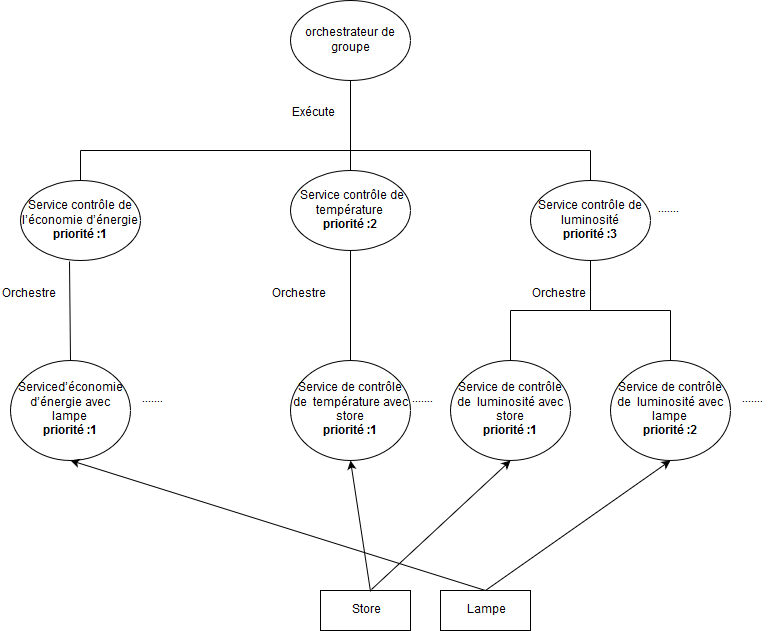 orchestrateur de
groupe
Exécute
Service contrôle de
l'économie d'énergie
priorité :1
Service contrôle de
température
priorité :2
Service contrôle de
luminosité
priorité :3
.......
Orchestre
Orchestre
Orchestre
Serviced'économie
d'énergie avec
lampe
priorité :1
.......
Service de contrôle
de température avec
store
priorité :1
.......
Service de contrôle
de luminosité avec
store
priorité :1
Service de contrôle
de luminosité avec
lampe
priorité :2
.......
Store
Lampe